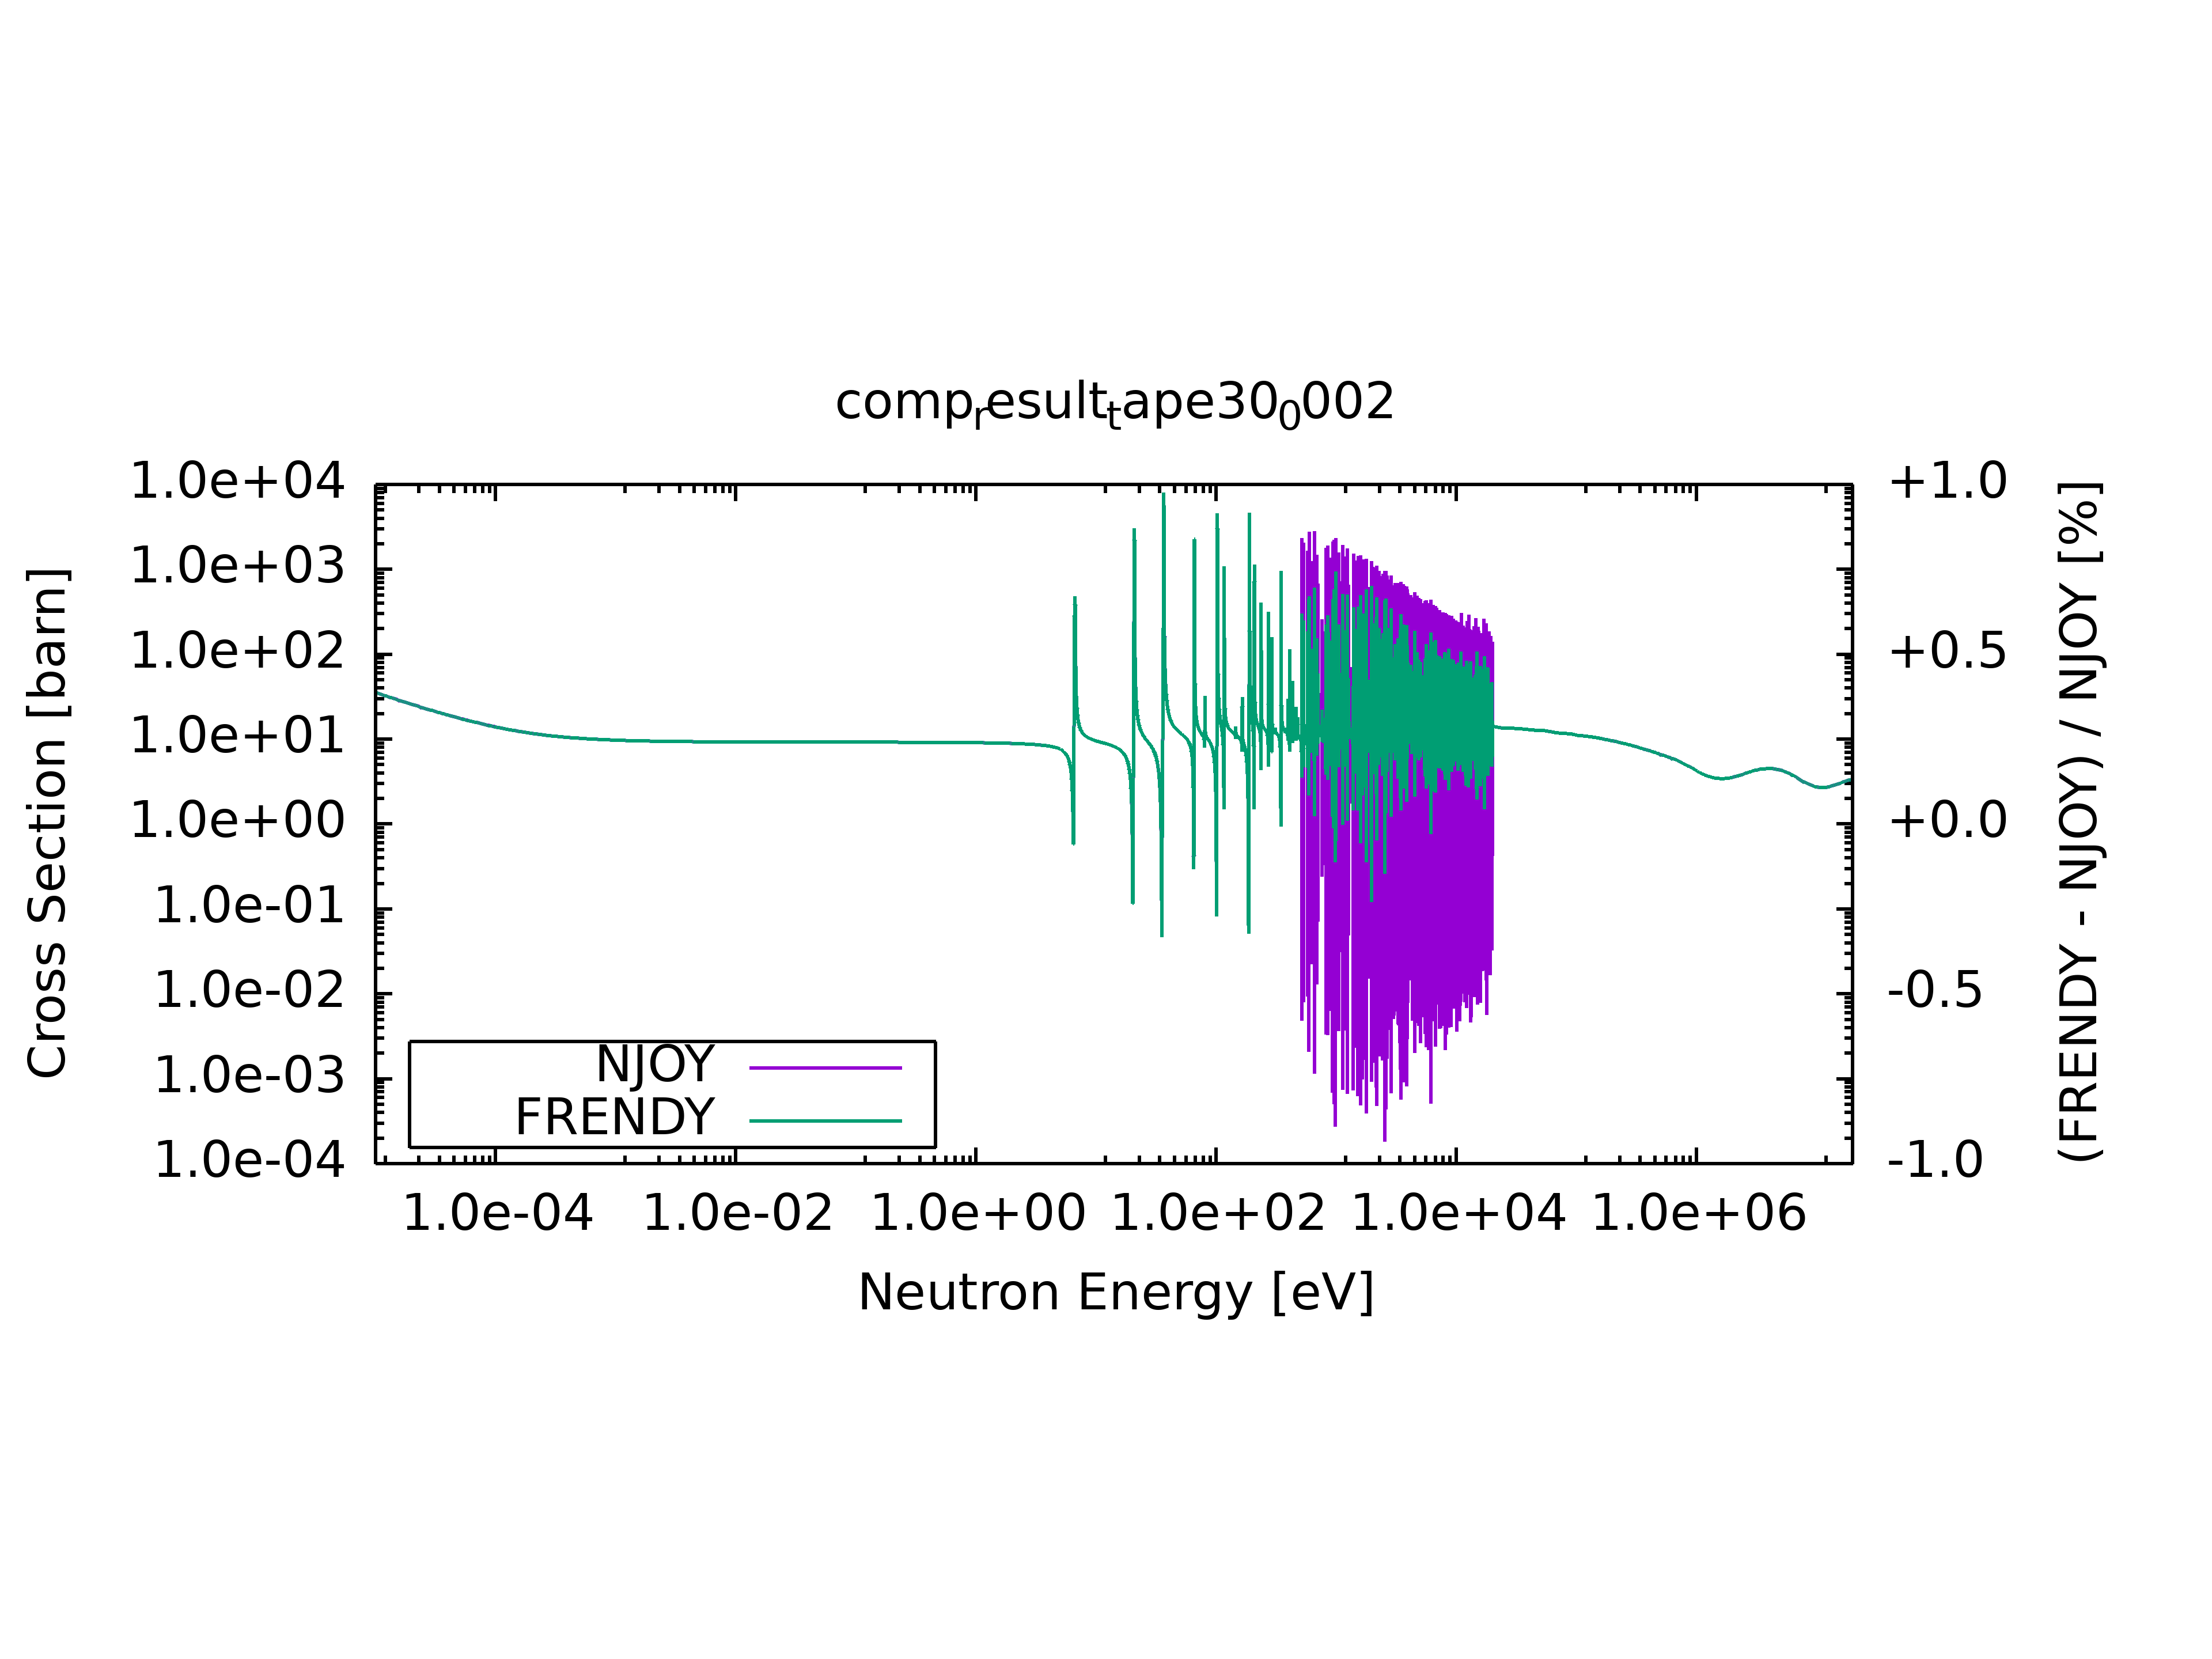 comp_resultt_ape30_0002
1.0e+04
1.0e+03
1.0e+02
1.0e+01
1.0e+00
1.0e-01
1.0e-02
1.0e-03
1.0e-04
Cross Section [barn]
+1.0
+0.5
+0.0
-0.5
-1.0
(FRENDY - NJOY) / NJOY [%]
NJOY
FRENDY
1.0e-04 1.0e-02 1.0e+00 1.0e+02 1.0e+04 1.0e+06
Neutron Energy [eV]